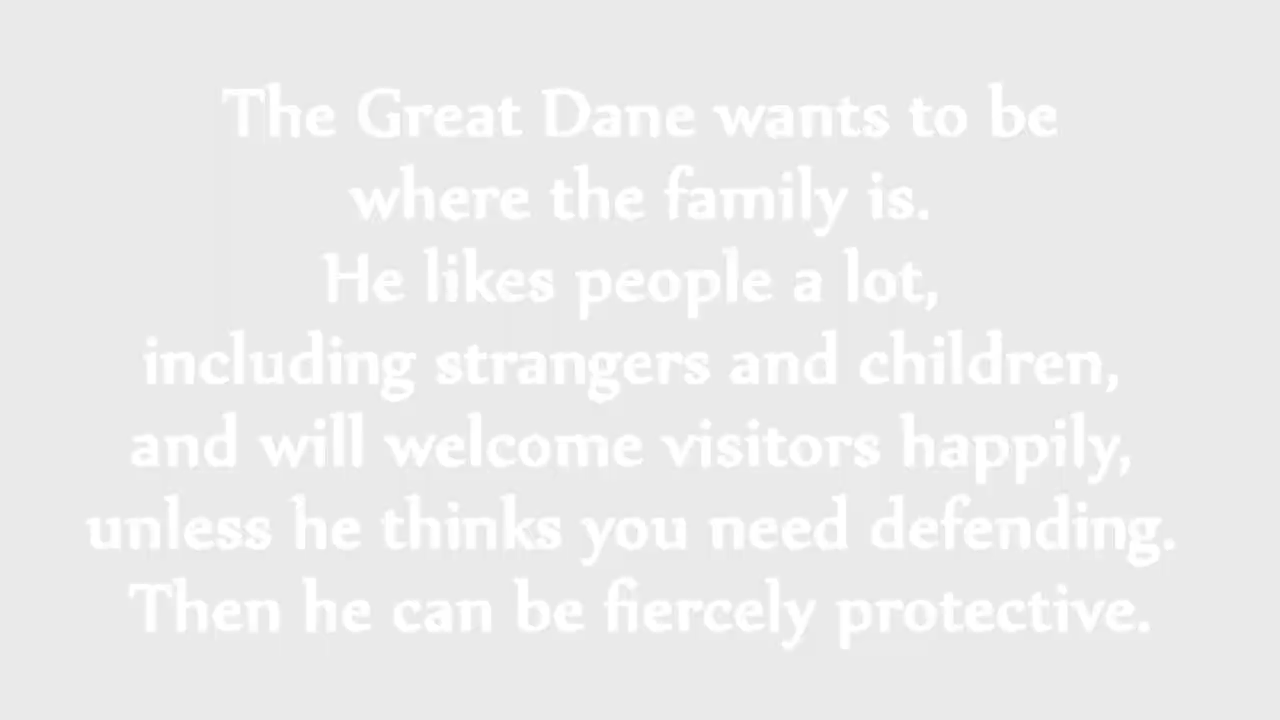 The Great Dane wants to be
where the family is.
He likes people a lot,
including strangers and children,
and will welcome visitors happily,
unless he thinks you need defending.
Then he can be fiercely protective.